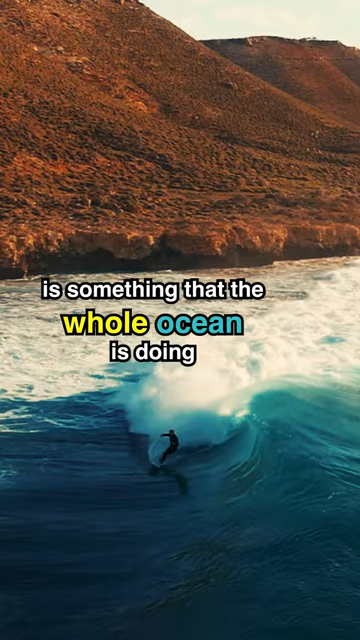 is something that the
whole ocean
is doing